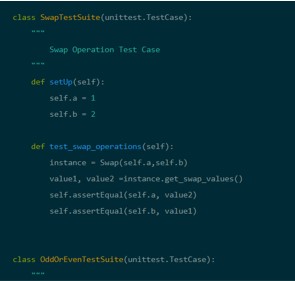 class SwapTestSuite(unittest.TestCase):
"""
Swap Operation Test Case
"""
def setUp(self):
self.a = 1
self.b = 2
def test_swap_operations(self):
instance = Swap(self.a,self.b)
value1, value2 =instance.get_swap_values()
self.assertEqual(self.a, value2)
self.assertEqual(self.b, value1)
class OddOrEvenTestSuite(unittest.TestCase):
"""